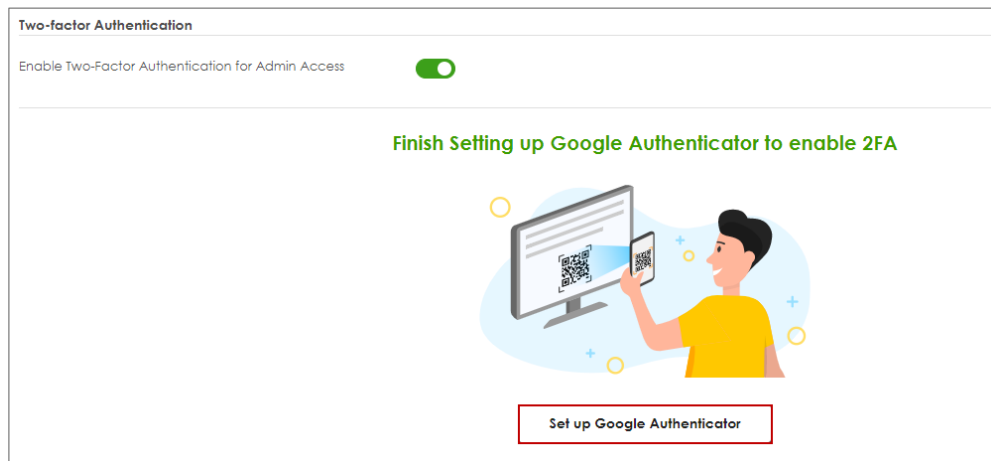 Two-factor Authentication
Enable Two-Factor Authentication for Admin Access
Finish Setting up Google Authenticator to enable 2FA
Set up Google Authenticator